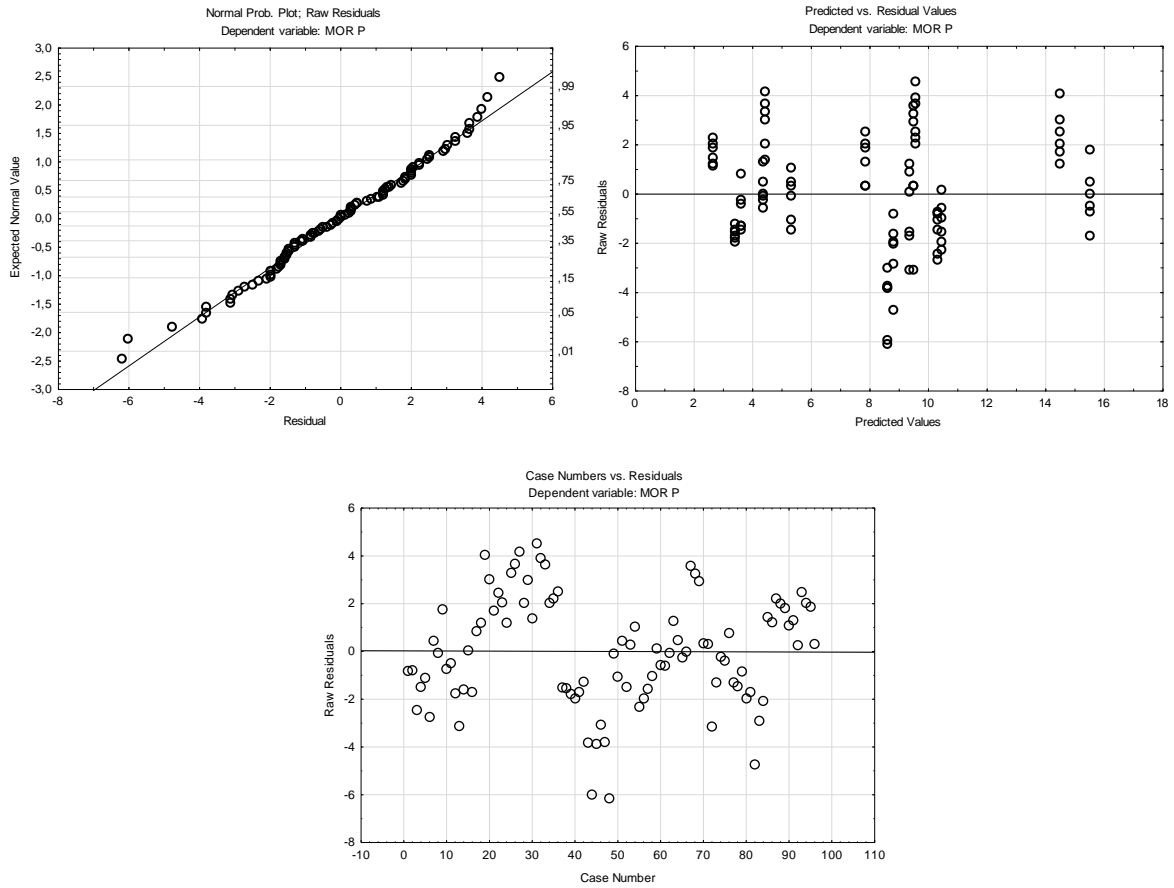 Normal Prob. Plot; Raw Residuals
Dependent variable: MOR P
3,0
2,5
2,0
1,5
1,0
0,5
0,0
-0,5
-1,0
-1,5
-2,0
-2,5
-3,0
Expected Normal Value
,99
,95
,75
,55
,35
,15
,05
,01
-8 -6 -4 -2 0 2 4 6
Residual
Predicted vs. Residual Values
Dependent variable: MOR P
6
4
2
0
-2
-4
-6
-8
Raw Residuals
0 2 4 6 8 10 12 14 16 18
Predicted Values
Case Numbers vs. Residuals
Dependent variable: MOR P
6
4
2
0
-2
-4
-6
-8
Raw Residuals
-10 0 10 20 30 40 50 60 70 80 90 100 110
Case Number